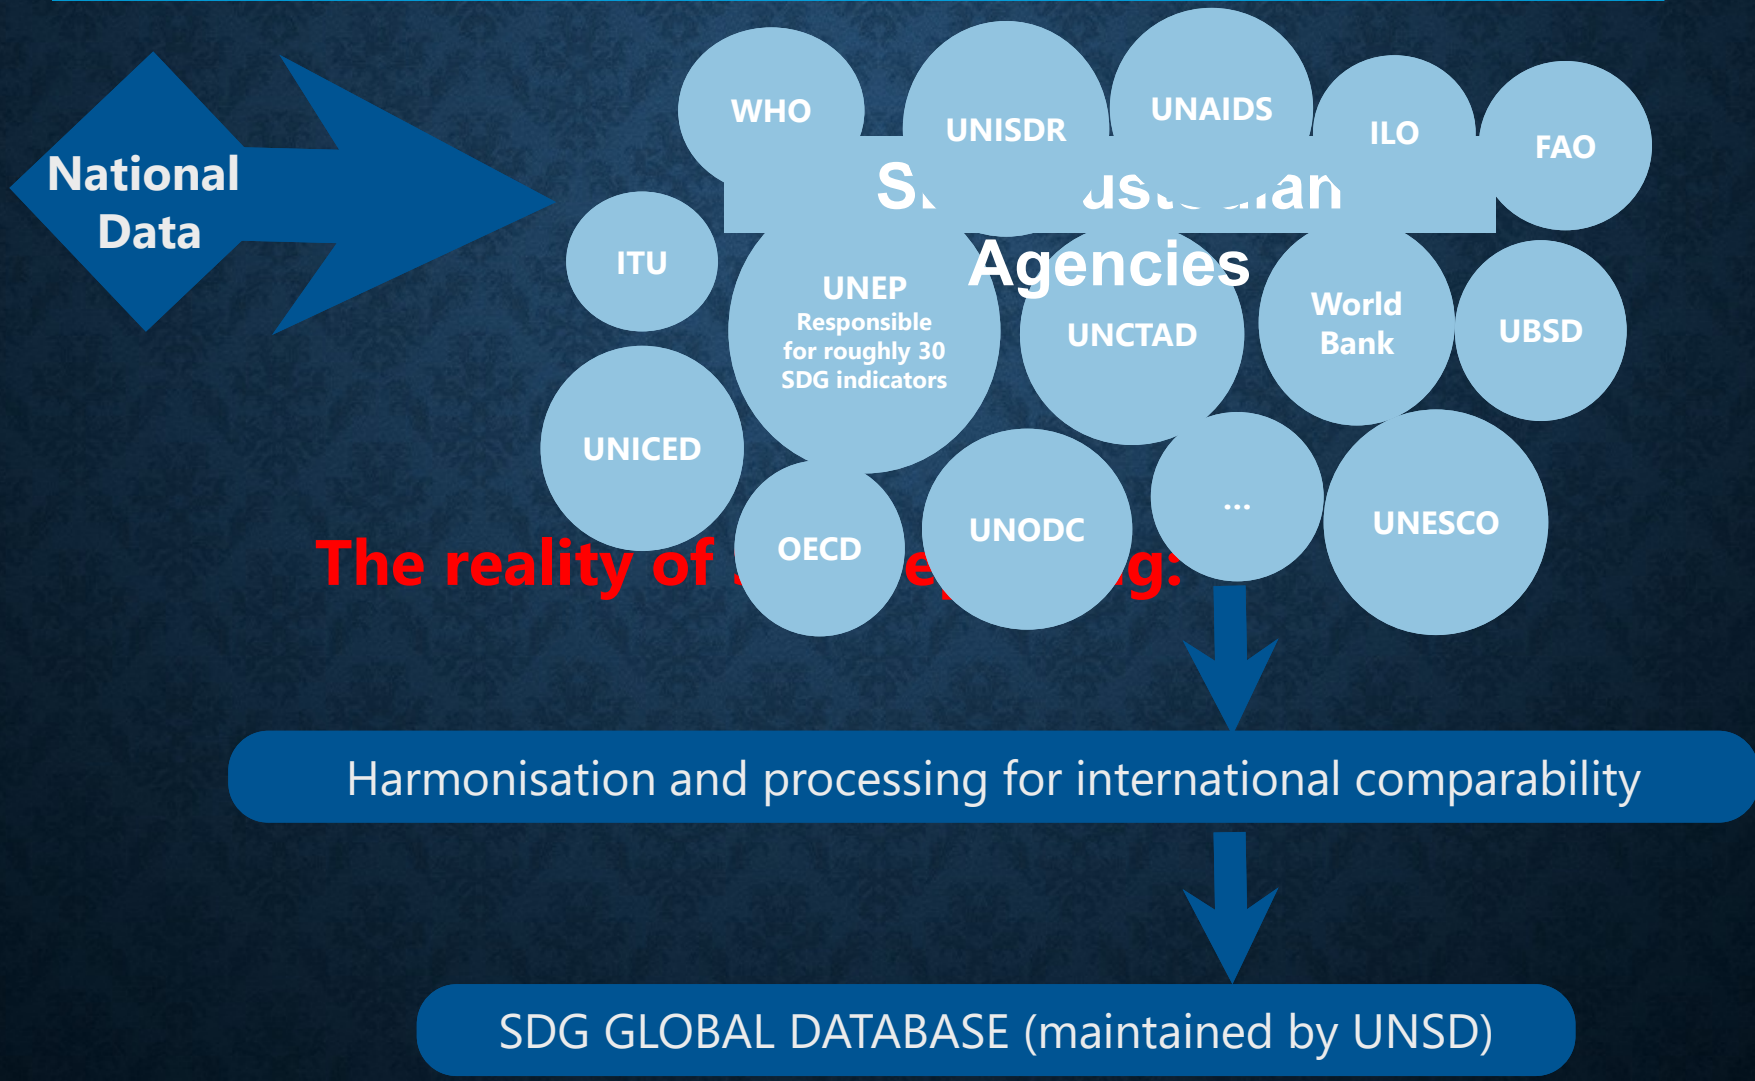 National
Data
WHO
UNISDR
UNAIDS
ILO
FAO
Agencies
ITU
UNEP
Responsible
for roughly 30
SDG indicators
UNCTAD
World
Bank
UBSD
UNICED
OECD
UNODC
...
UNESCO
The reality of
Harmonisation and processing for international comparability
SDG GLOBAL DATABASE (maintained by UNSD)